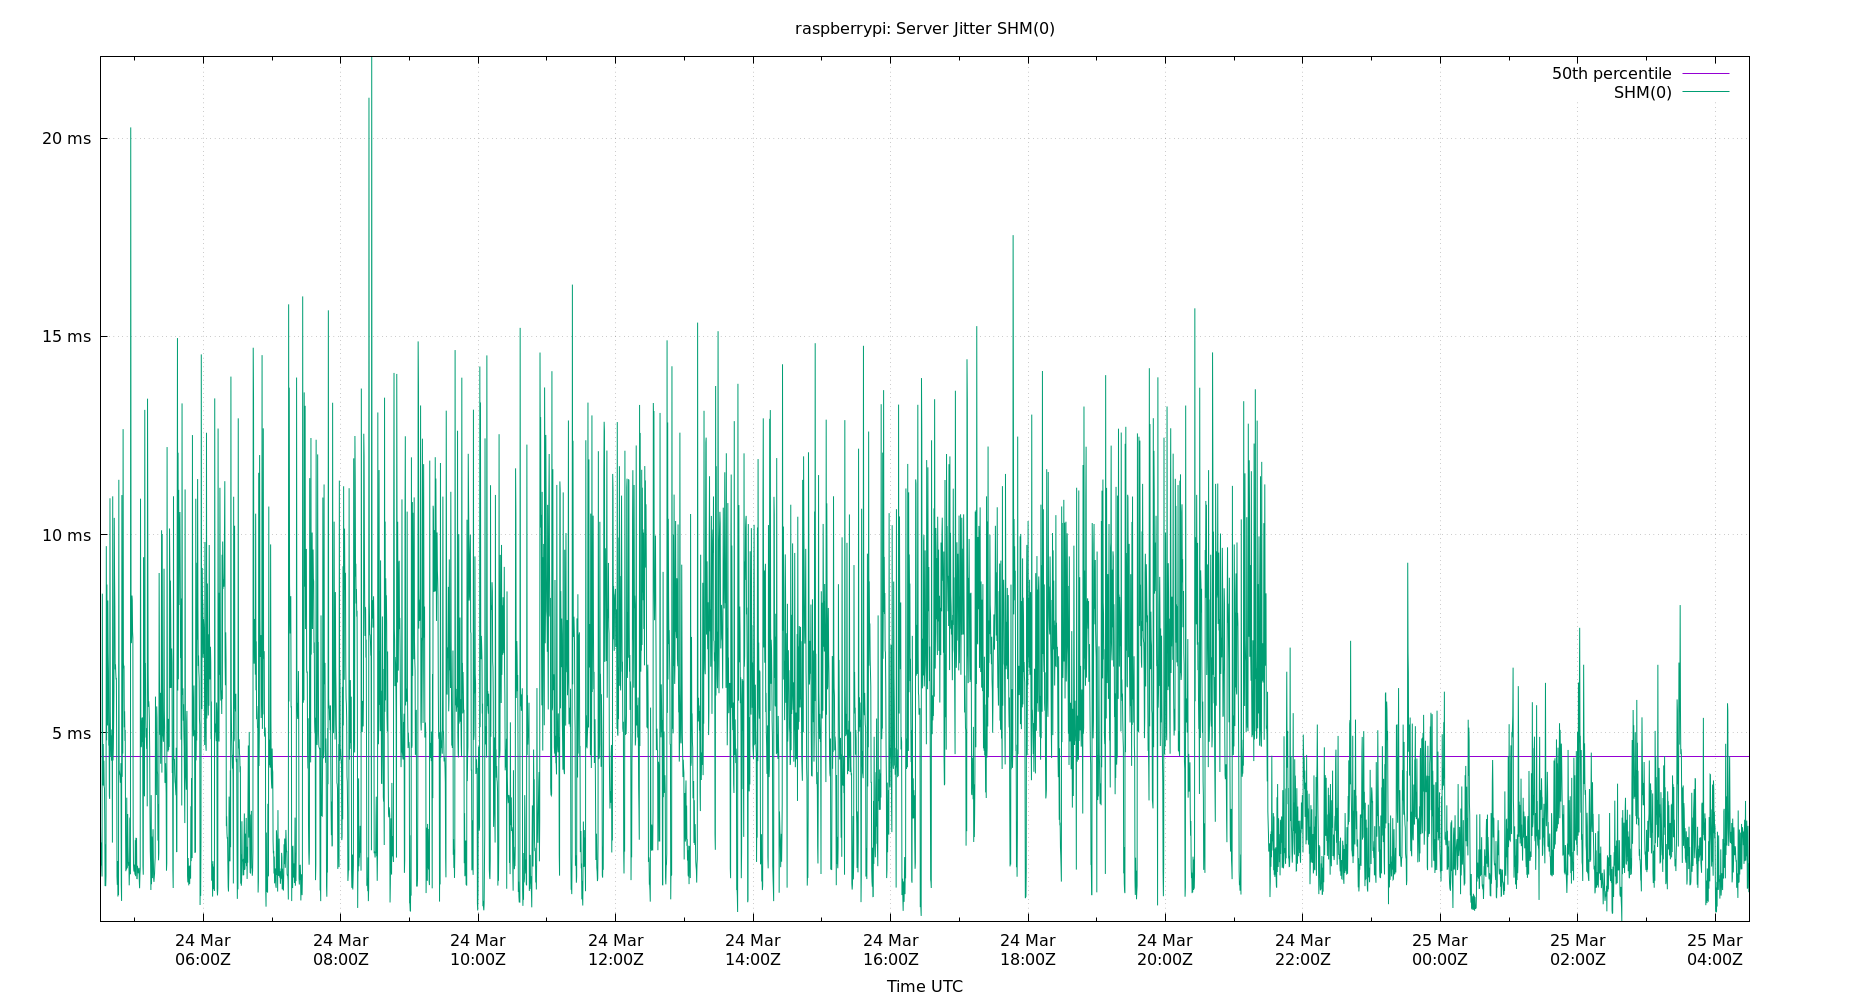 raspberrypi: Server Jitter SHM(0)
50th percentile
SHM(0)
20 ms
15 ms
10 ms
5 ms
24 Mar 24 Mar 24 Mar 24 Mar 24 Mar 24 Mar 24 Mar 24 Mar 24 Mar 25 Mar 25 Mar 25 Mar
06:00Z 08:00Z 10:00Z 12:00Z 14:00Z 16:00Z 18:00Z 20:00Z 22:00Z 00:00Z 02:00Z 04:00Z
Time UTC